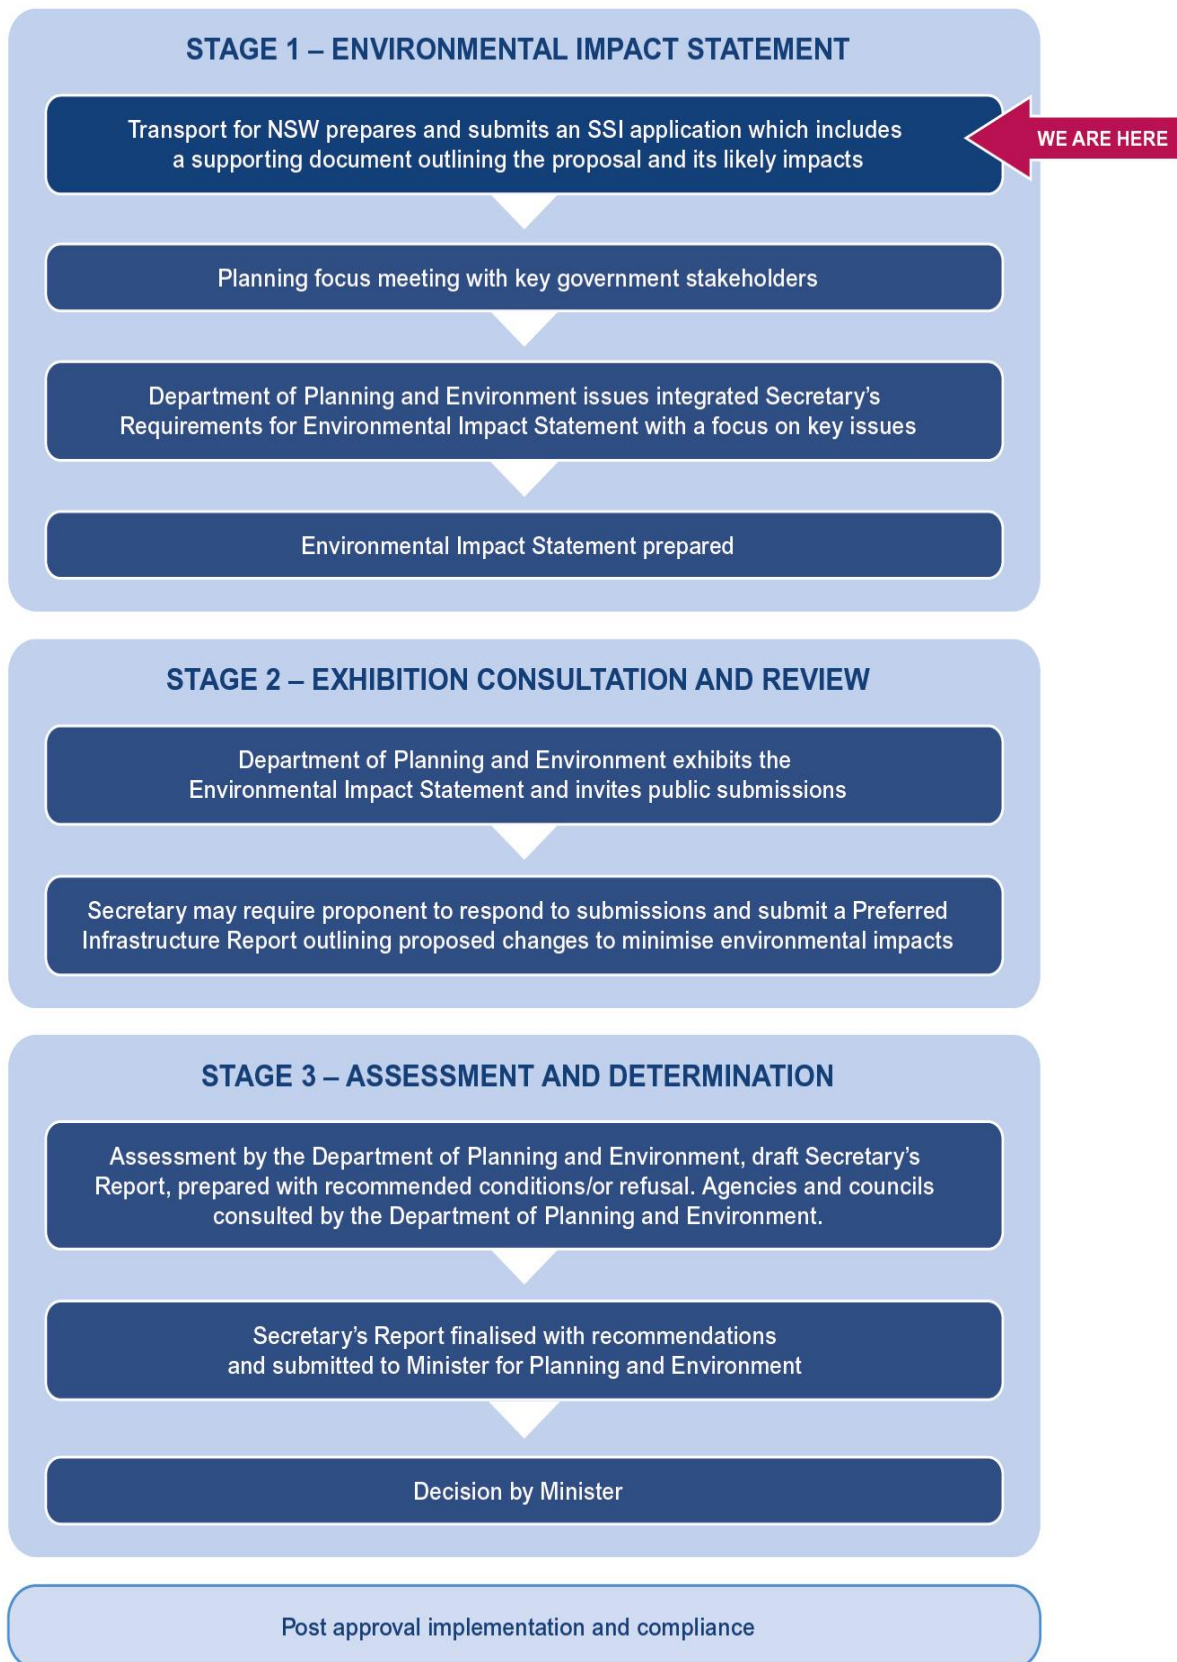 STAGE 1 – ENVIRONMENTAL IMPACT STATEMENT
Transport for NSW prepares and submits an SSI application which includes
a supporting document outlining the proposal and its likely impacts
WE ARE HERE
Planning focus meeting with key government stakeholders
Department of Planning and Environment issues integrated Secretary’s
Requirements for Environmental Impact Statement with a focus on key issues
Environmental Impact Statement prepared
STAGE 2 – EXHIBITION CONSULTATION AND REVIEW
Department of Planning and Environment exhibits the
Environmental Impact Statement and invites public submissions
Secretary may require proponent to respond to submissions and submit a Preferred
Infrastructure Report outlining proposed changes to minimise environmental impacts
STAGE 3 – ASSESSMENT AND DETERMINATION
Assessment by the Department of Planning and Environment, draft Secretary’s
Report, prepared with recommended conditions/or refusal. Agencies and councils
consulted by the Department of Planning and Environment.
Secretary’s Report finalised with recommendations
and submitted to Minister for Planning and Environment
Decision by Minister
Post approval implementation and compliance